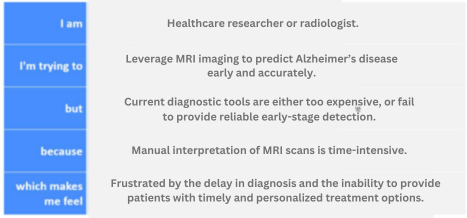 I am
Healthcare researcher or radiologist.
I'm trying to
Leverage MRI imaging to predict Alzheimer's disease
early and accurately.
but
Current diagnostic tools are either too expensive, or fail
to provide reliable early-stage detection.
because
Manual interpretation of MRI scans is time-intensive.
which makes
me feel
Frustrated by the delay in diagnosis and the inability to provide
patients with timely and personalized treatment options.